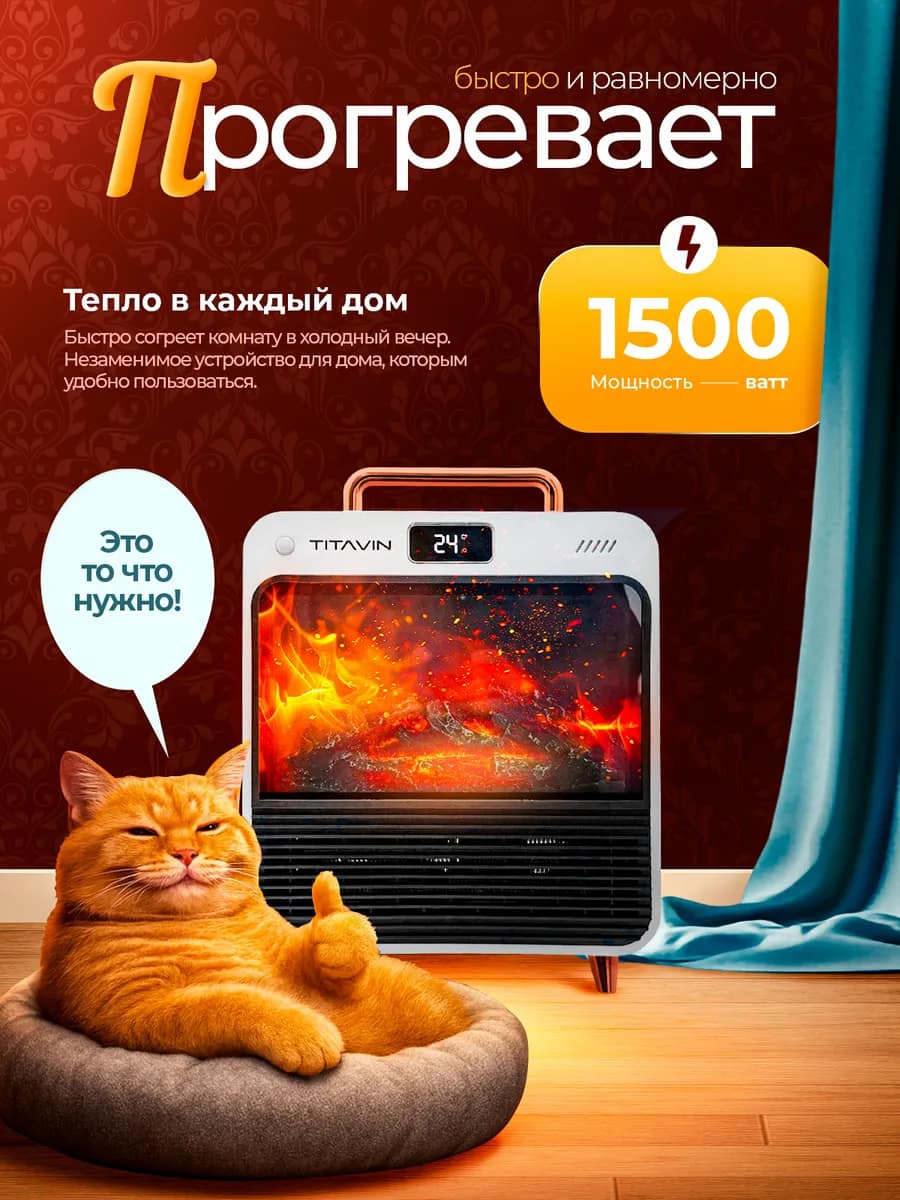 быстро и равномерно
Прогревает
Тепло в каждый дом
Быстро согреет комнату в холодный вечер.
Незаменимое устройство для дома, которым
удобно пользоваться.
1500
Мощность — ватт
Это
то что
нужно!
TITAVIN
24°